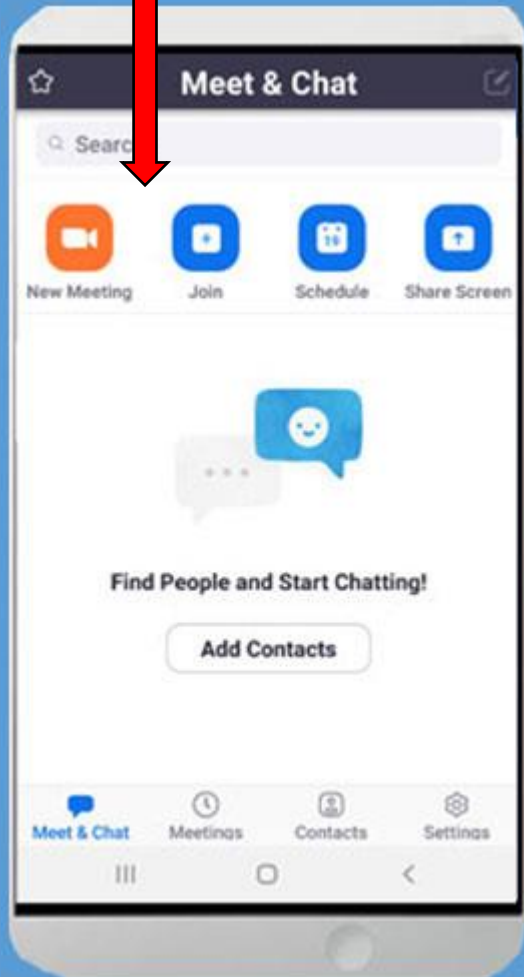 Meet & Chat
Searc
New Meeting Join Schedule Share Screen
Find People and Start Chatting!
Add Contacts
Meet & Chat Meetings Contacts Settings